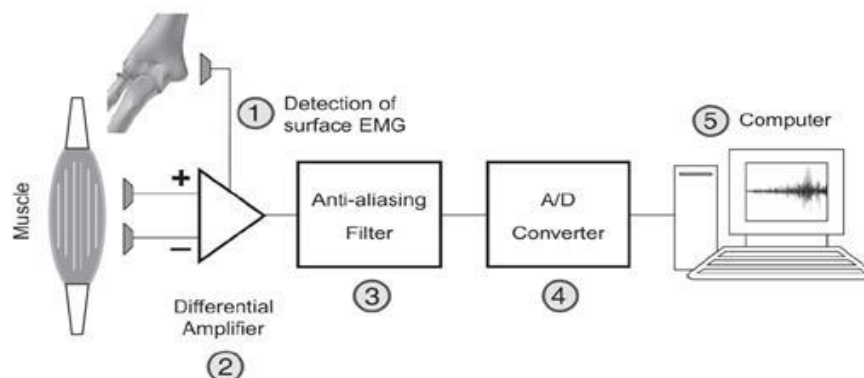 1 Detection of
surface EMG
5 Computer
Muscle
+
−
Anti-aliasing
Filter
A/D
Converter
3
4
Differential
Amplifier
2